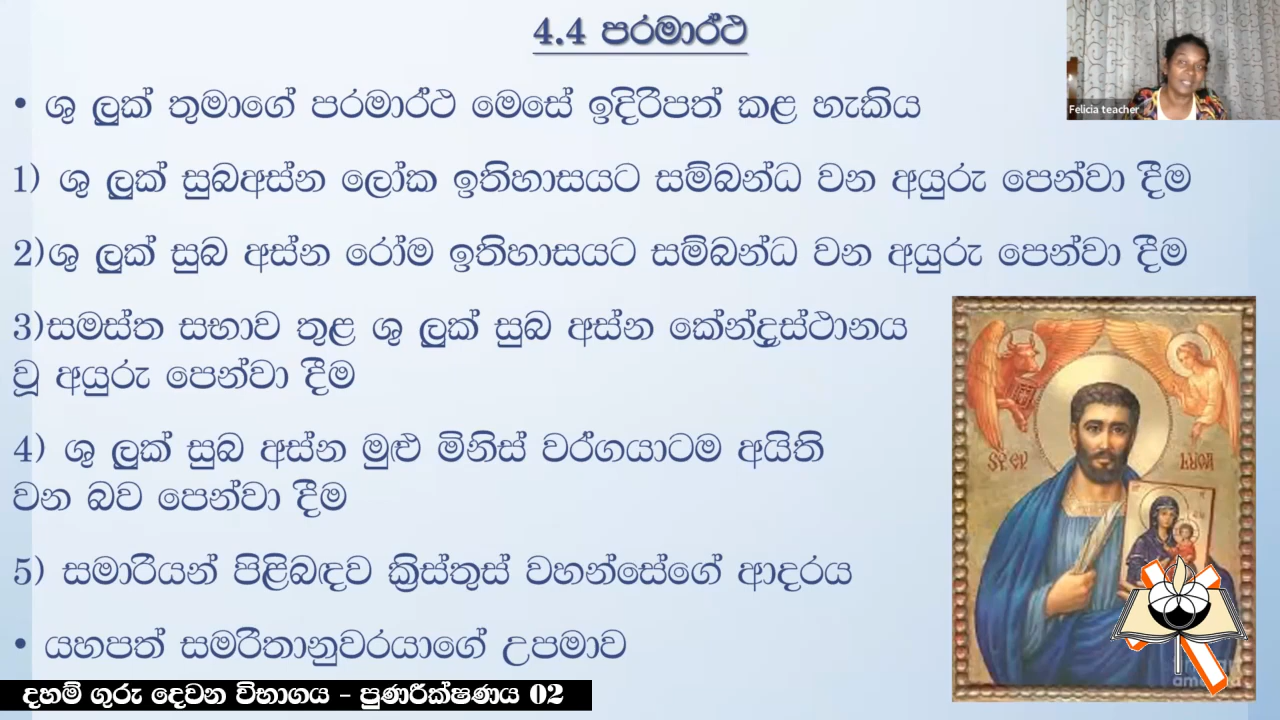 4.4 පරමාර්ථ
Felicia teacher
• ශු ලුක් තුමාගේ පරමාර්ථ මෙසේ ඉදිරිපත් කළ හැකිය
1) ශු ලුක් සුබඅස්න ලෝක ඉතිහාසයට සම්බන්ධ වන අයුරු පෙන්වා දීම
2)ශු ලුක් සුබ අස්න රෝම ඉතිහාසයට සම්බන්ධ වන අයුරු පෙන්වා දීම
3)සමස්ත සභාව තුළ ශු ලුක් සුබ අස්න කේන්ද්‍රස්ථානය
වූ අයුරු පෙන්වා දීම
4) ශු ලුක් සුබ අස්න මුළු මිනිස් වර්ගයාටම අයිති
වන බව පෙන්වා දීම
5) සමාරියන් පිළිබඳව ක්‍රිස්තුස් වහන්සේගේ ආදරය
• යහපත් සමරිතානුවරයාගේ උපමාව
දහම් ගුරු දෙවන විභාගය - පුණරීක්ෂණය 02